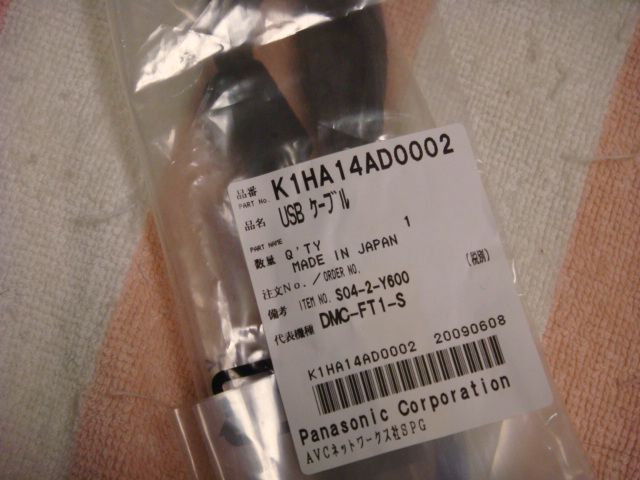 品番 PART No. K1HA14AD0002
品名 PART NAME USB ケーブル
数量 Q'TY 1
MADE IN JAPAN
注文No./ORDER NO.
備考 ITEM NO. S04-2-Y600 (税別)
代表機種 DMC-FT1-S
K1HA14AD0002 20090608
Panasonic Corporation
AVCネットワークス社SPG